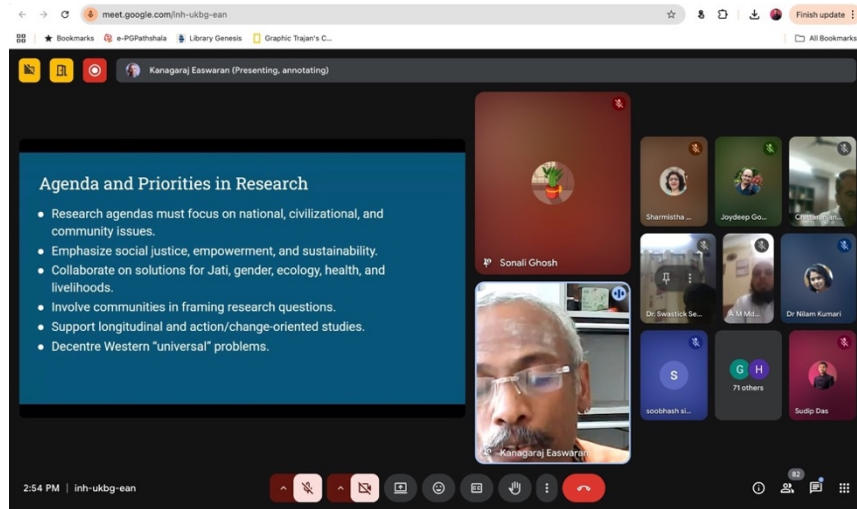 meet.google.com/inh-ukbg-ean
Finish update
Bookmarks
e-PGPathshala
Library Genesis
Graphic Trajan's C...
All Bookmarks
Kanagaraj Easwaran (Presenting, annotating)
Agenda and Priorities in Research
● Research agendas must focus on national, civilizational, and
community issues.
● Emphasize social justice, empowerment, and sustainability.
● Collaborate on solutions for Jati, gender, ecology, health, and
livelihoods.
● Involve communities in framing research questions.
● Support longitudinal and action/change-oriented studies.
● Decentre Western "universal" problems.
Sonali Ghosh
Kanagaraj Easwaran
Sharmistha ...
Joydeep Go...
Chittaranjan...
Dr. Swastick Se...
A M Md...
Dr Nilam Kumari
S
soobhash si...
G H
71 others
Sudip Das
2:54 PM | inh-ukbg-ean
82